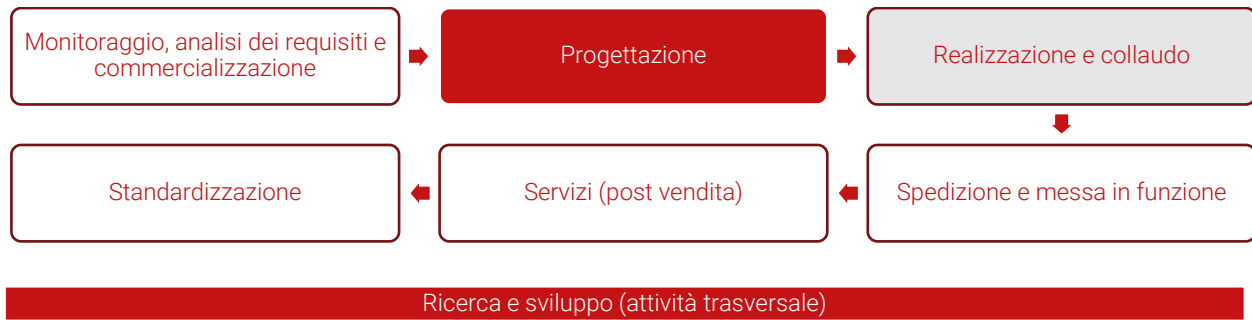 Monitoraggio, analisi dei requisiti e
commercializzazione
Progettazione
Realizzazione e collaudo
Standardizzazione
Servizi (post vendita)
Spedizione e messa in funzione
Ricerca e sviluppo (attività trasversale)